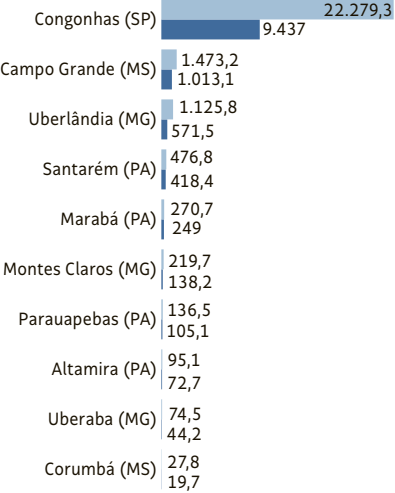 Congonhas (SP)
22.279,3
9.437
Campo Grande (MS)
1.473,2
1.013,1
Uberlândia (MG)
1.125,8
571,5
Santarém (PA)
476,8
418,4
Marabá (PA)
270,7
249
Montes Claros (MG)
219,7
138,2
Parauapebas (PA)
136,5
105,1
Altamira (PA)
95,1
72,7
Uberaba (MG)
74,5
44,2
Corumbá (MS)
27,8
19,7